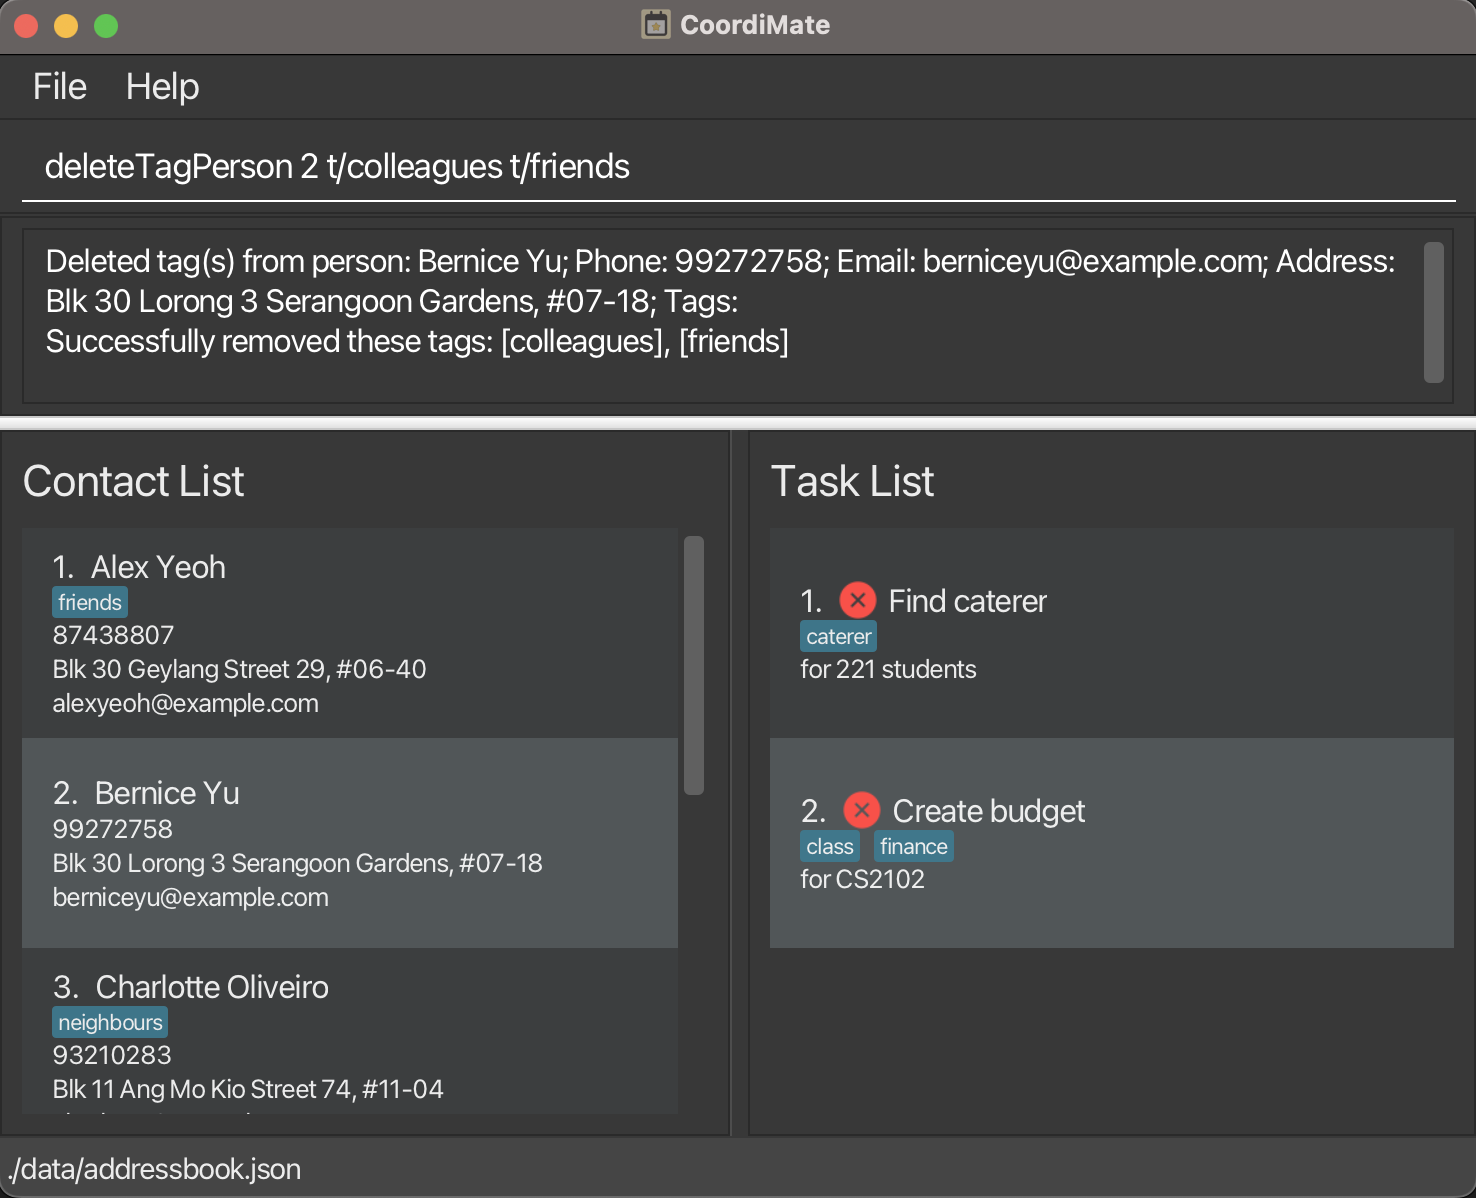 CoordiMate
File Help
deleteTagPerson 2 t/colleagues t/friends
Deleted tag(s) from person: Bernice Yu; Phone: 99272758; Email: berniceyu@example.com; Address:
Blk 30 Lorong 3 Serangoon Gardens, #07-18; Tags:
Successfully removed these tags: [colleagues], [friends]
Contact List
1. Alex Yeoh
friends
87438807
Blk 30 Geylang Street 29, #06-40
alexyeoh@example.com
2. Bernice Yu
99272758
Blk 30 Lorong 3 Serangoon Gardens, #07-18
berniceyu@example.com
3. Charlotte Oliveiro
neighbours
93210283
Blk 11 Ang Mo Kio Street 74, #11-04
Task List
1. Find caterer
caterer
for 221 students
2. Create budget
class finance
for CS2102
./data/addressbook.json